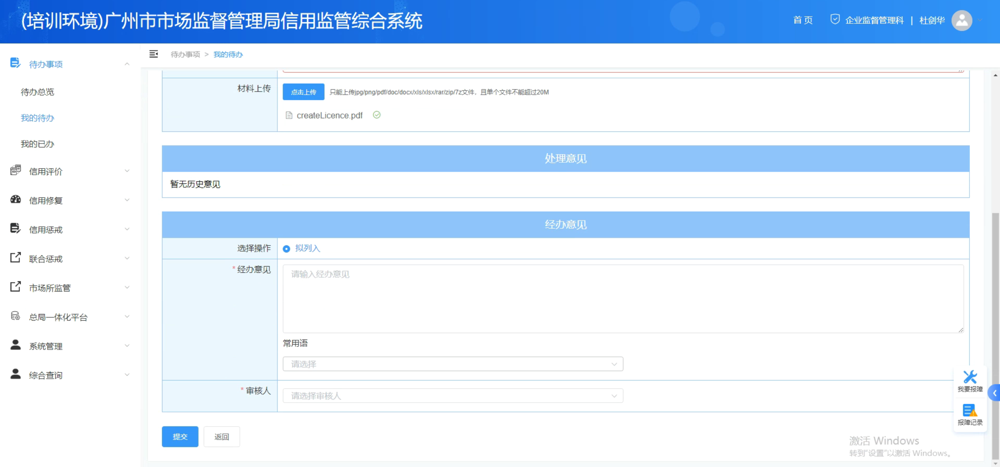 (培训环境)广州市市场监督管理局信用监管综合系统
首 页 企业监督管理科 | 杜剑华
待办事项 > 我的待办
待办事项
待办总览
我的待办
我的已办
信用评价
信用修复
信用惩戒
联合惩戒
市场所监管
总局一体化平台
系统管理
综合查询
材料上传
点击上传 只能上传jpg/png/pdf/doc/docx/xls/xlsx/rar/zip/7z文件，且单个文件不能超过20M
createLicence.pdf
处理意见
暂无历史意见
经办意见
选择操作 拟列入
* 经办意见
请输入经办意见
常用语
请选择
* 审核人
请选择审核人
提交 返回
我要报障
报障记录
激活 Windows
转到“设置”以激活 Windows。